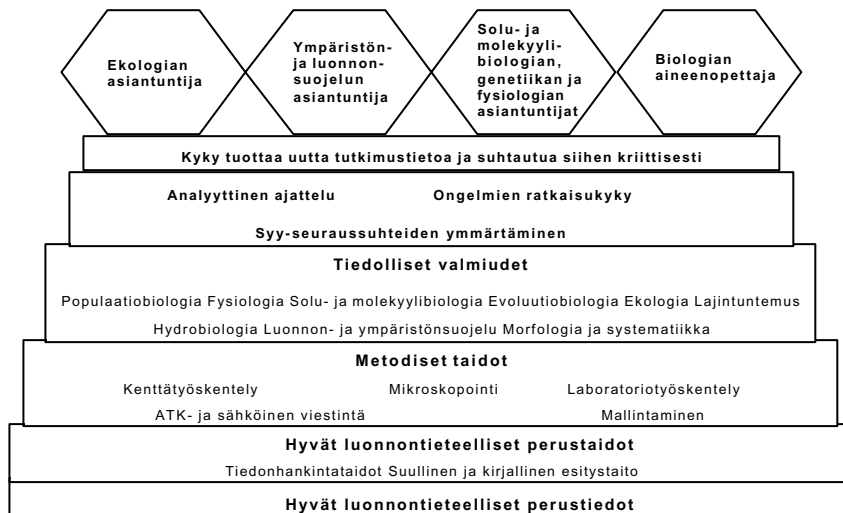 Ekologian
asiantuntija
Ympäristön-
ja luonnon-
suojelun
asiantuntija
Solu- ja
molekyyli-
biologian,
genetiikan ja
fysiologian
asiantuntijat
Biologian
aineenopettaja
Kyky tuottaa uutta tutkimustietoa ja suhtautua siihen kriittisesti
Analyyttinen ajattelu Ongelmien ratkaisukyky
Syy-seuraussuhteiden ymmärtäminen
Tiedolliset valmiudet
Populaatiobiologia Fysiologia Solu- ja molekyylibiologia Evoluutiobiologia Ekologia Lajintuntemus
Hydrobiologia Luonnon- ja ympäristönsuojelu Morfologia ja systematiikka
Metodiset taidot
Kenttätyöskentely Mikroskopointi Laboratoriotyöskentely
ATK- ja sähköinen viestintä Mallintaminen
Hyvät luonnontieteelliset perustaidot
Tiedonhankintataidot Suullinen ja kirjallinen esitystaito
Hyvät luonnontieteelliset perustiedot